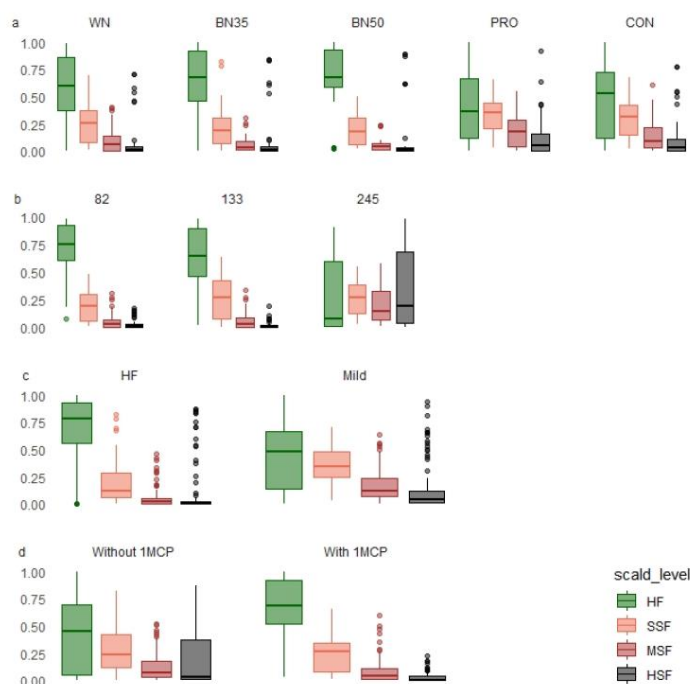 a WN BN35 BN50 PRO CON
1.00
0.75
0.50
0.25
0.00
b 82 133 245
1.00
0.75
0.50
0.25
0.00
c HF Mild
1.00
0.75
0.50
0.25
0.00
d Without 1MCP With 1MCP
1.00
0.75
0.50
0.25
0.00
scald_level
HF
SSF
MSF
HSF